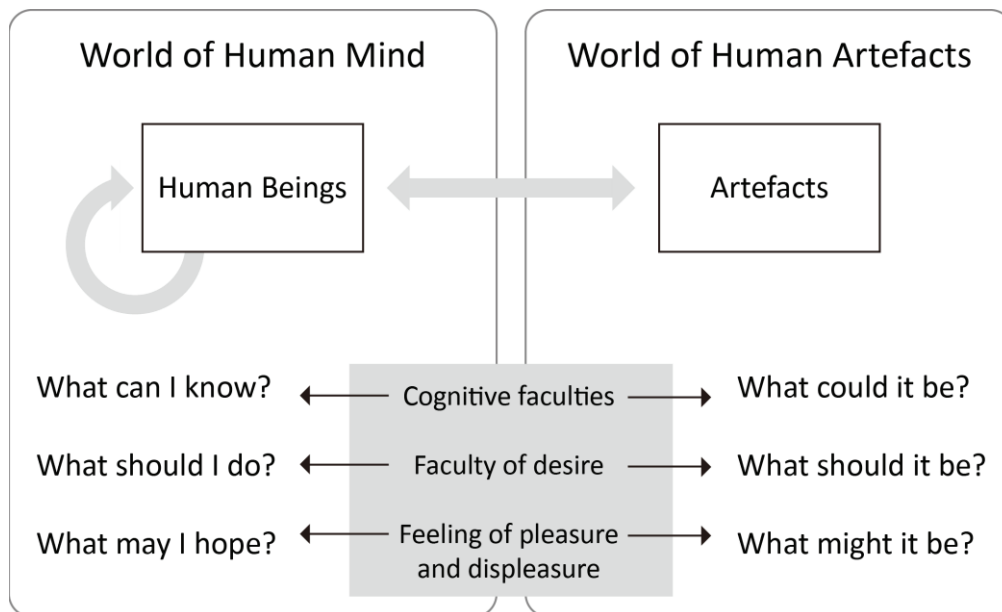 World of Human Mind
World of Human Artefacts
Human Beings
Artefacts
What can I know?
Cognitive faculties
What could it be?
What should I do?
Faculty of desire
What should it be?
What may I hope?
Feeling of pleasure
and displeasure
What might it be?